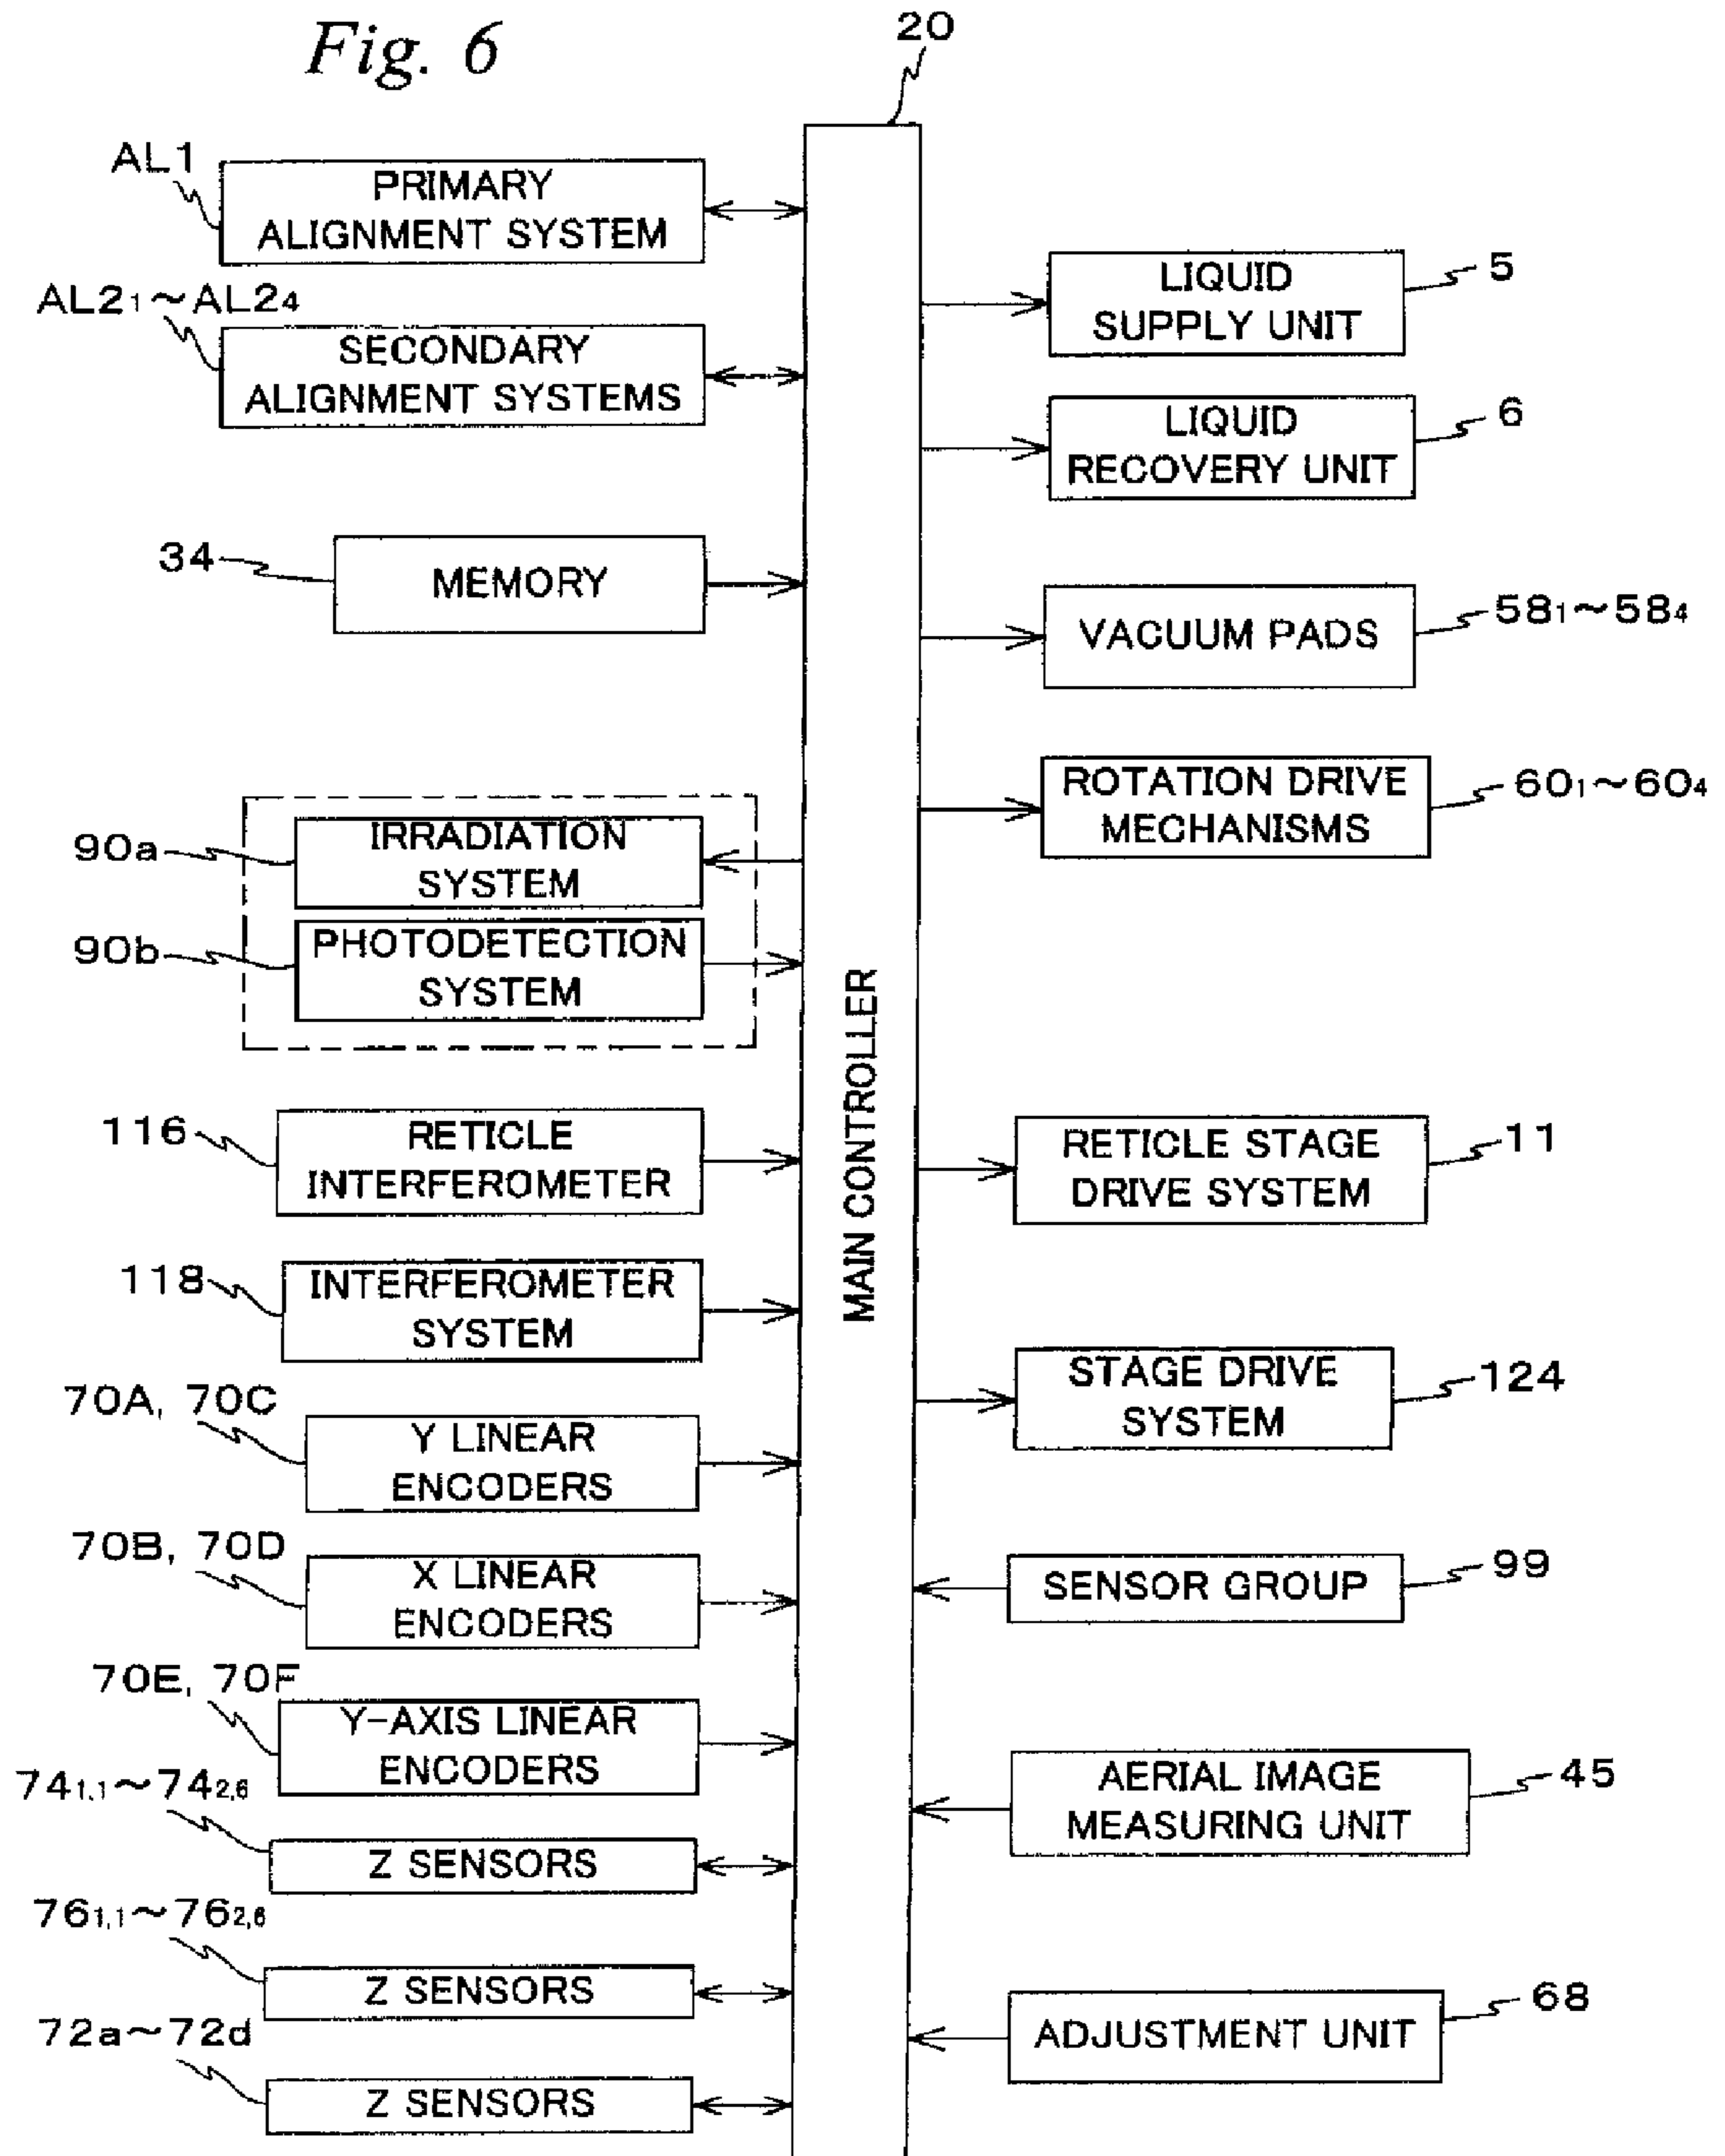 Fig. 6
20
AL1
PRIMARY
ALIGNMENT SYSTEM
AL2₁~AL2₄
SECONDARY
ALIGNMENT SYSTEMS
34
MEMORY
90a
IRRADIATION
SYSTEM
90b
PHOTODETECTION
SYSTEM
116
RETICLE
INTERFEROMETER
118
INTERFEROMETER
SYSTEM
70A, 70C
Y LINEAR
ENCODERS
70B, 70D
X LINEAR
ENCODERS
70E, 70F
Y-AXIS LINEAR
ENCODERS
74₁,₁~74₂,₆
Z SENSORS
76₁,₁~76₂,₆
Z SENSORS
72a~72d
Z SENSORS
MAIN CONTROLLER
LIQUID
SUPPLY UNIT
5
LIQUID
RECOVERY UNIT
6
VACUUM PADS
58₁~58₄
ROTATION DRIVE
MECHANISMS
60₁~60₄
RETICLE STAGE
DRIVE SYSTEM
11
STAGE DRIVE
SYSTEM
124
SENSOR GROUP
99
AERIAL IMAGE
MEASURING UNIT
45
ADJUSTMENT UNIT
68